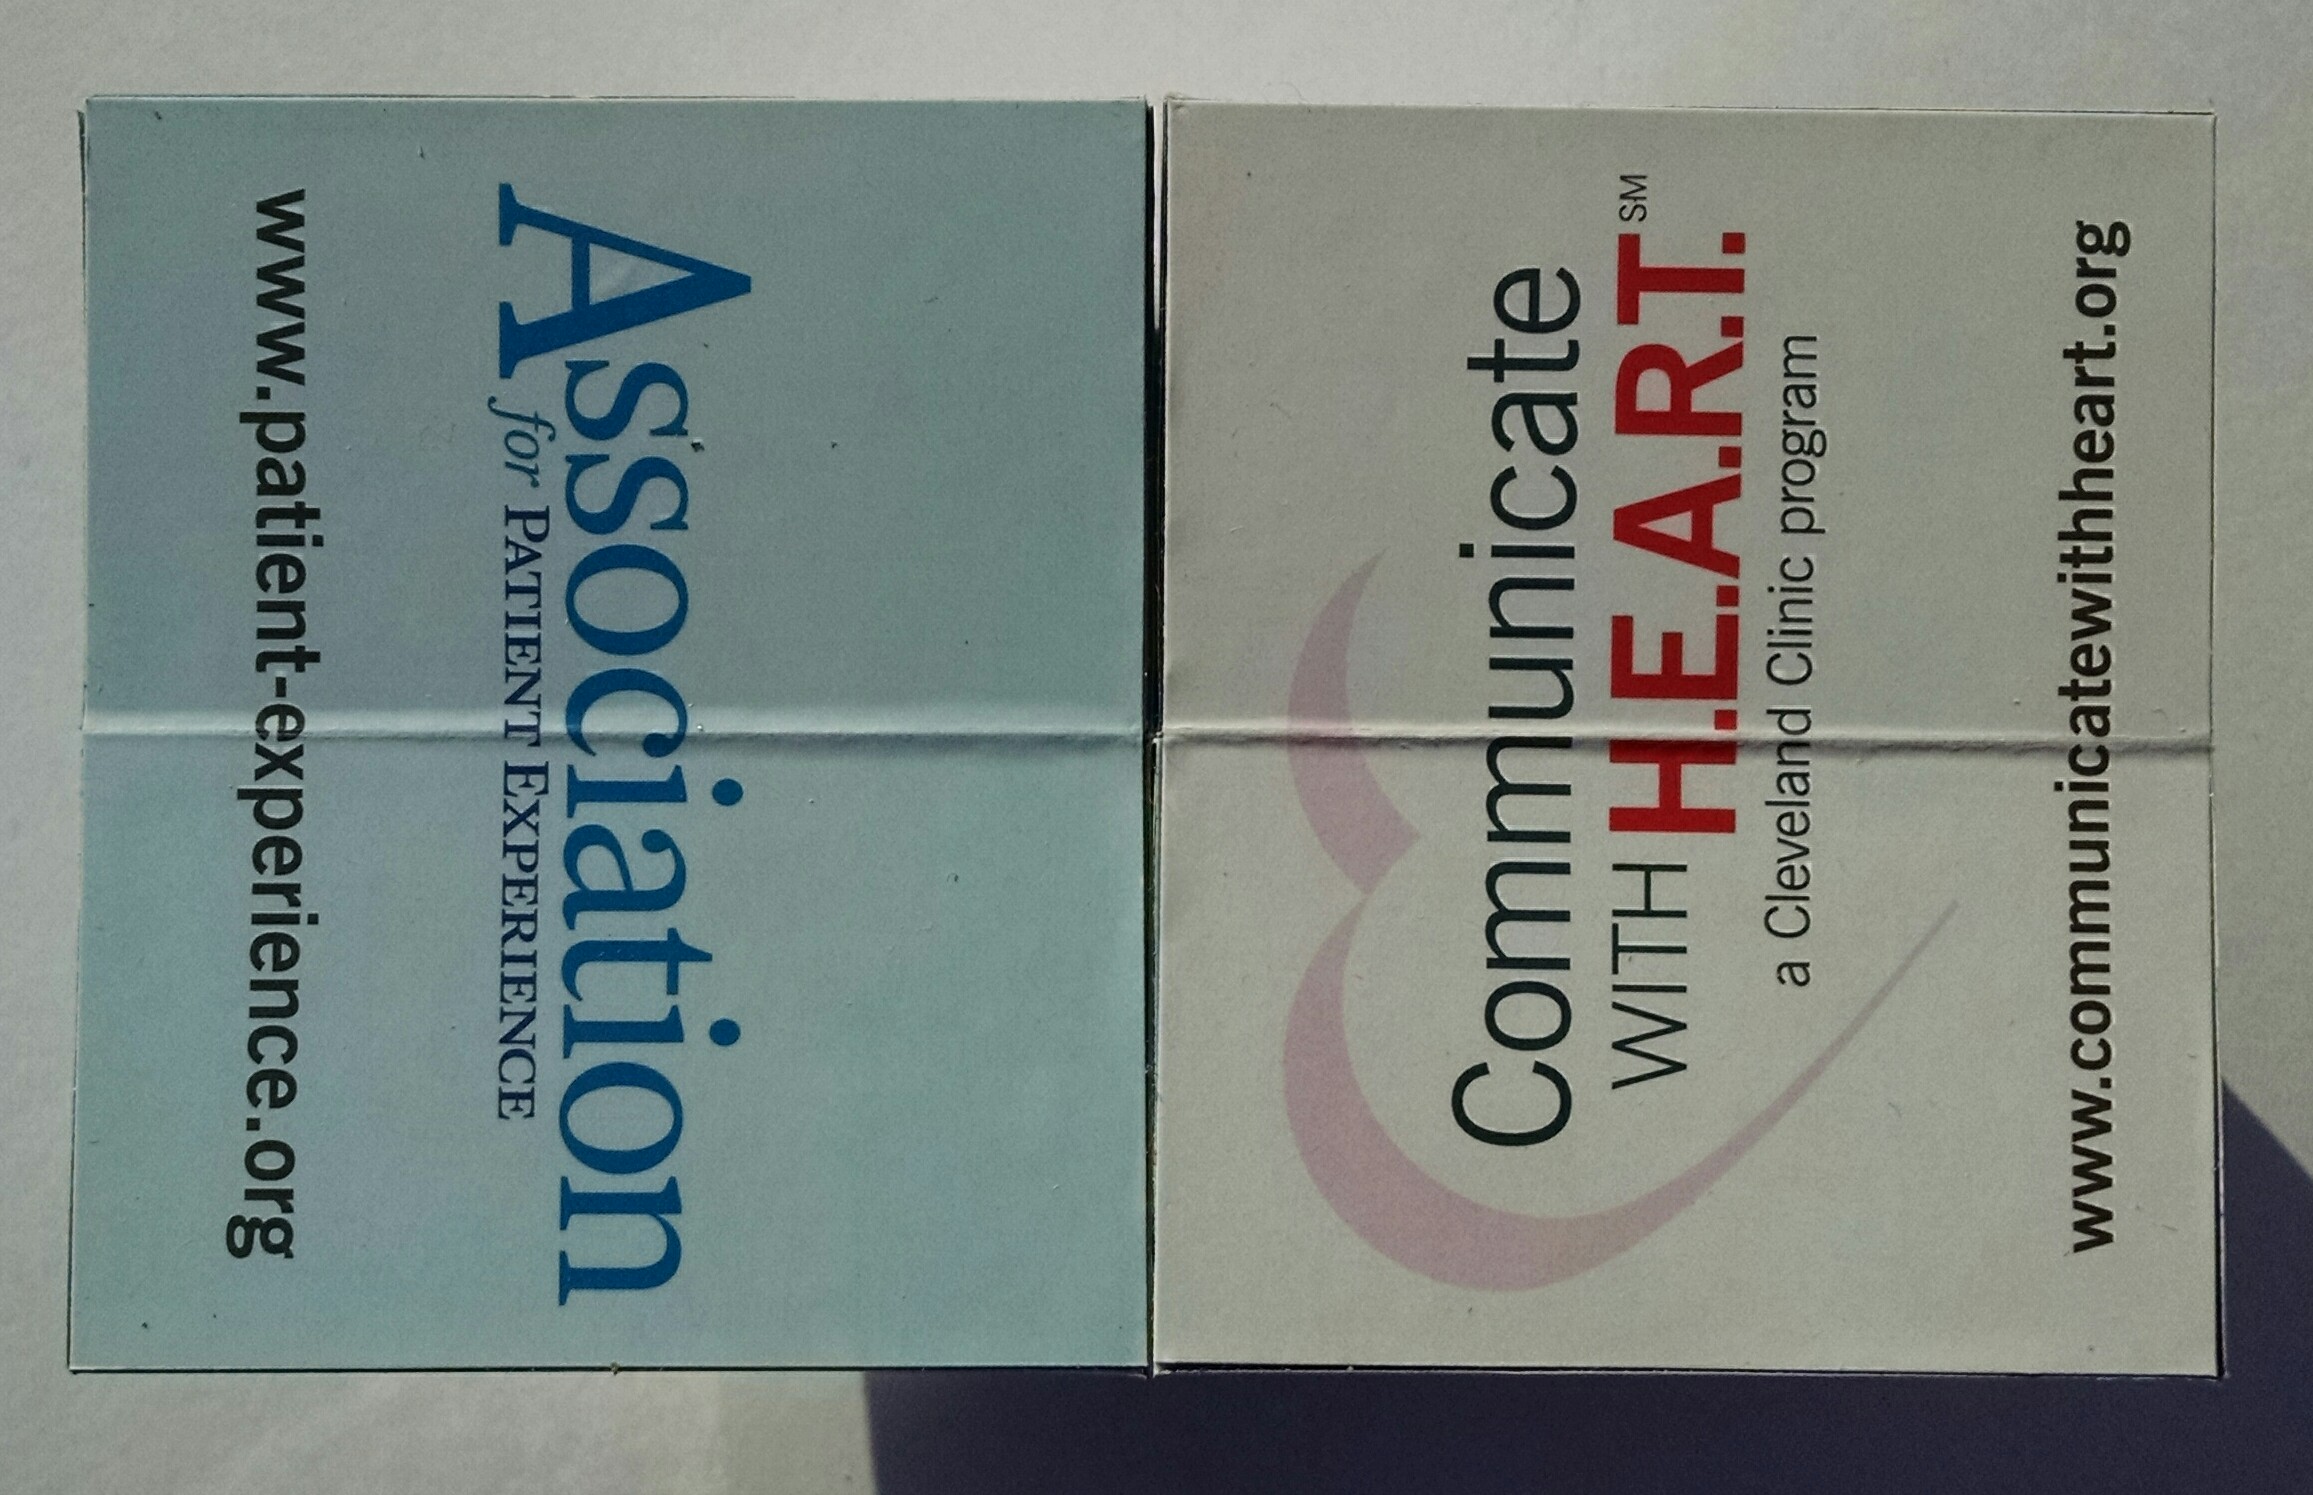 Association
for PATIENT EXPERIENCE
www.patient-experience.org
Communicate
WITH H.E.A.R.T.℠
a Cleveland Clinic program
www.communicatewithheart.org